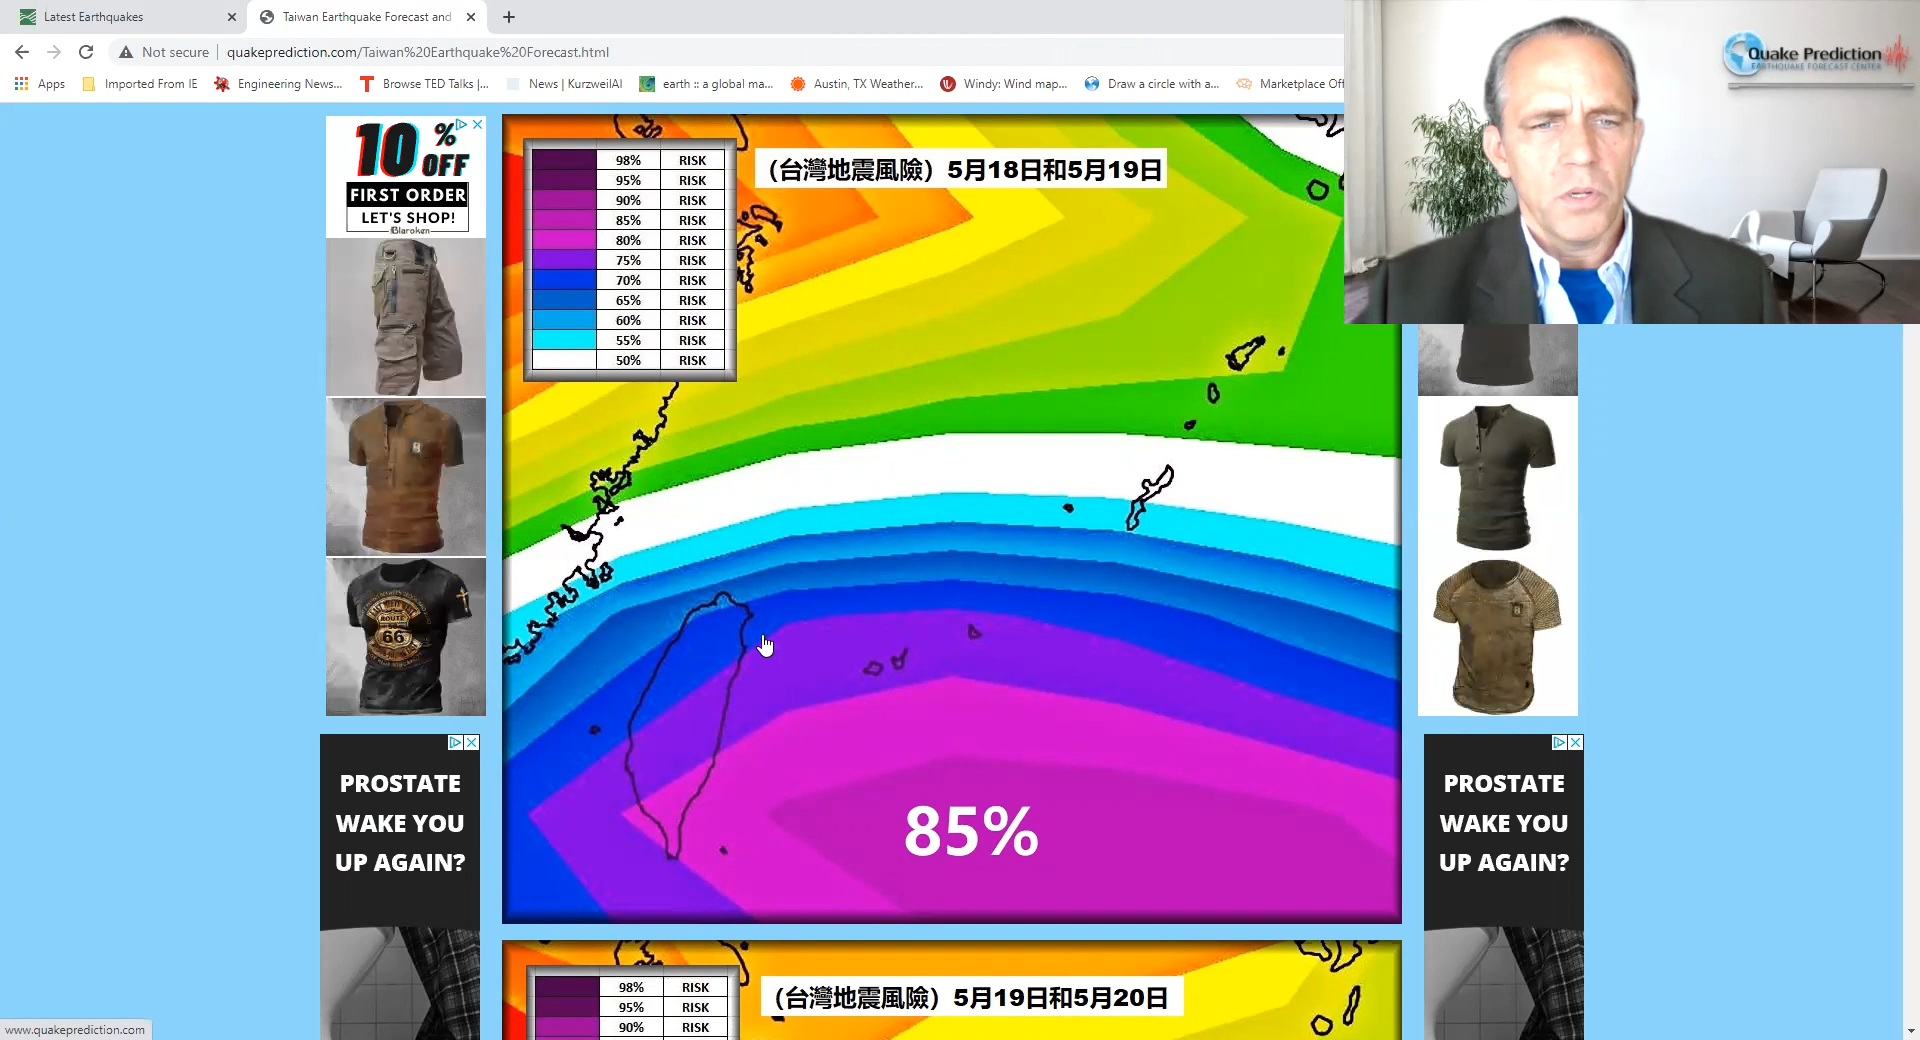 Latest Earthquakes
Taiwan Earthquake Forecast and
Not secure
quakeprediction.com/Taiwan%20Earthquake%20Forecast.html
Apps
Imported From IE
Engineering News...
Browse TED Talks |...
News | KurzweilAI
earth :: a global ma...
Austin, TX Weather...
Windy: Wind map...
Draw a circle with a...
Marketplace Off
Quake Prediction
EARTHQUAKE FORECAST CENTER
10 % OFF
FIRST ORDER
LET'S SHOP!
Blaroken
98% RISK
95% RISK
90% RISK
85% RISK
80% RISK
75% RISK
70% RISK
65% RISK
60% RISK
55% RISK
50% RISK
（台灣地震風險）5月18日和5月19日
85%
ROUTE
66
PROSTATE
WAKE YOU
UP AGAIN?
PROSTATE
WAKE YOU
UP AGAIN?
98% RISK
95% RISK
90% RISK
（台灣地震風險）5月19日和5月20日
www.quakeprediction.com